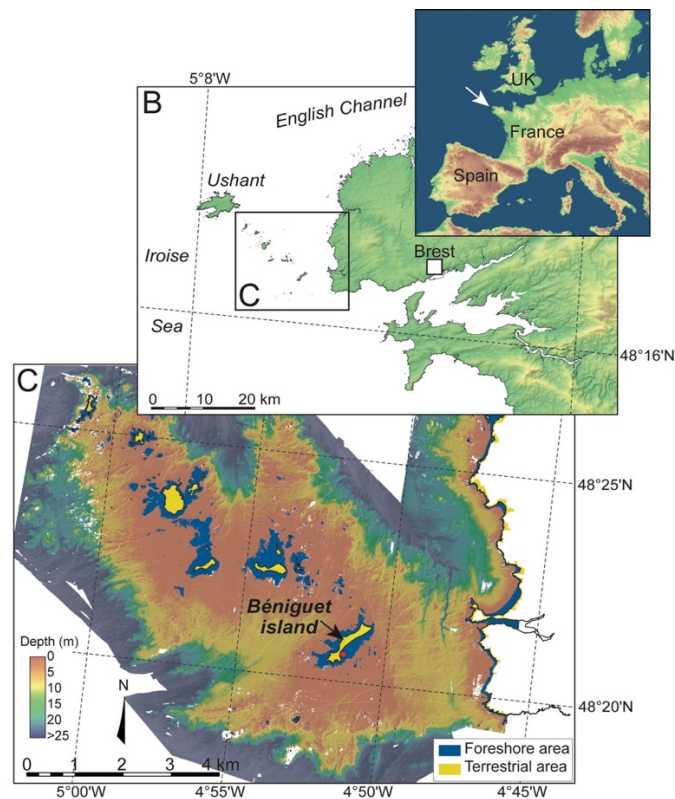 5°8'W
B
English Channel
UK
France
Spain
Ushant
Iroise
Brest
C
Sea
48°16'N
0 10 20 km
C
48°25'N
Béniguet
island
Depth (m)
0
5
10
15
20
>25
N
48°20'N
Foreshore area
Terrestrial area
0 1 2 3 4 km
5°00'W 4°55'W 4°50'W 4°45'W